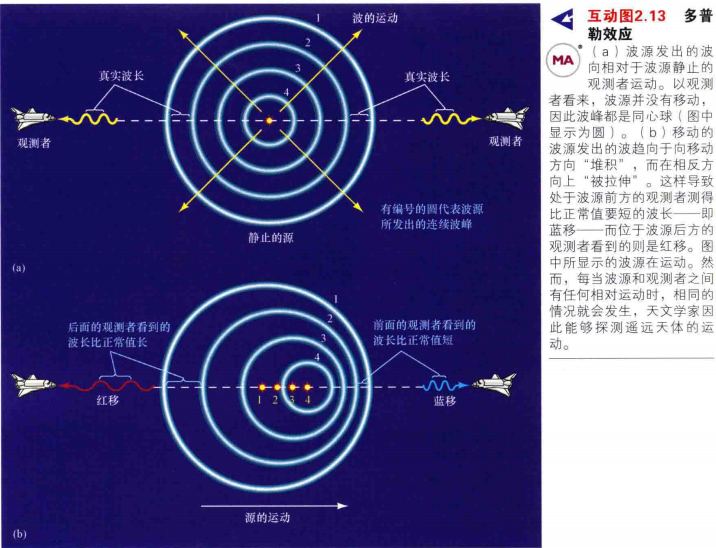 1
波的运动
2
3
4
真实波长
真实波长
观测者
观测者
有编号的圆代表波源
所发出的连续波峰
静止的源
(a)
1
2
3
4
后面的观测者看到的
波长比正常值长
前面的观测者看到的
波长比正常值短
1 2 3 4
红移
蓝移
源的运动
(b)
互动图2.13 多普
勒效应
MA
(a)波源发出的波
向相对于波源静止的
观测者运动。以观测
者看来，波源并没有移动，
因此波峰都是同心球(图中
显示为圆)。(b)移动的
波源发出的波趋向于向移动
方向“堆积”，而在相反方
向上“被拉伸”。这样导致
处于波源前方的观测者测得
比正常值要短的波长——即
蓝移——而位于波源后方的
观测者看到的则是红移。图
中所显示的波源在运动。然
而，每当波源和观测者之间
有任何相对运动时，相同的
情况就会发生，天文学家因
此能够探测遥远天体的运
动。